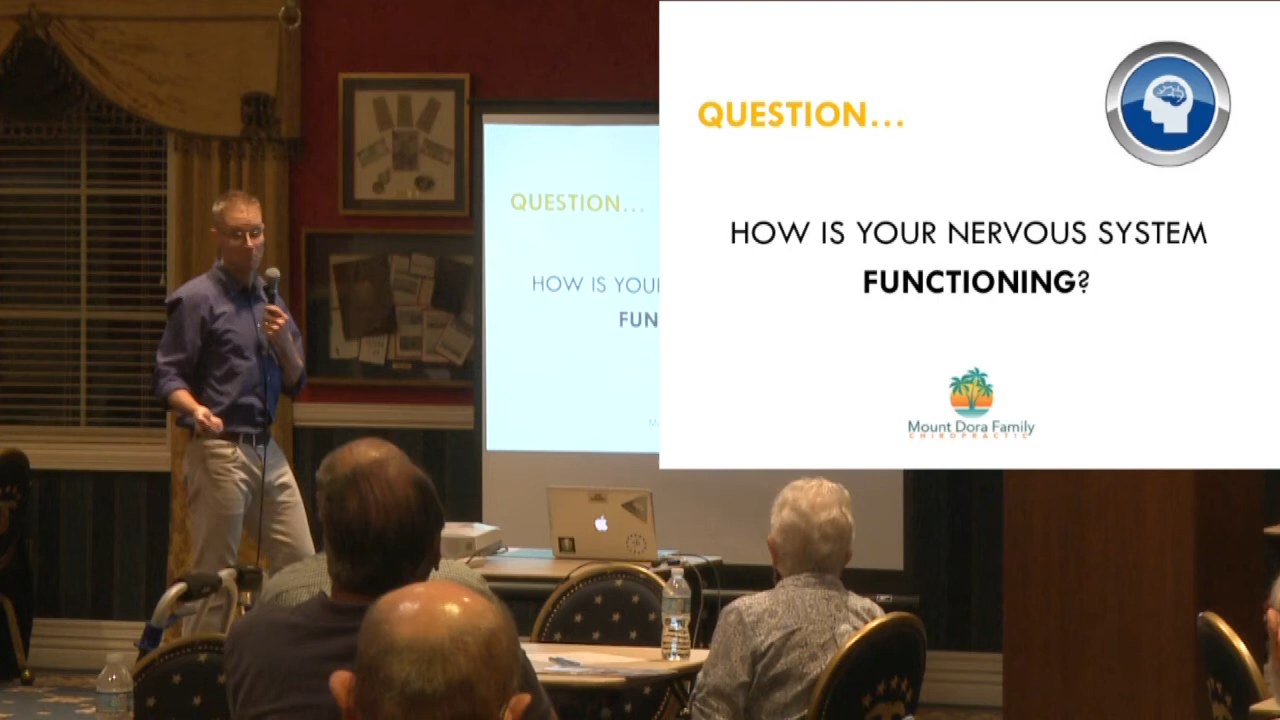 QUESTION...
HOW IS YOUR NERVOUS SYSTEM
FUNCTIONING?
Mount Dora Family
CHIROPRACTIC
QUESTION...
HOW IS YOUR
FUN